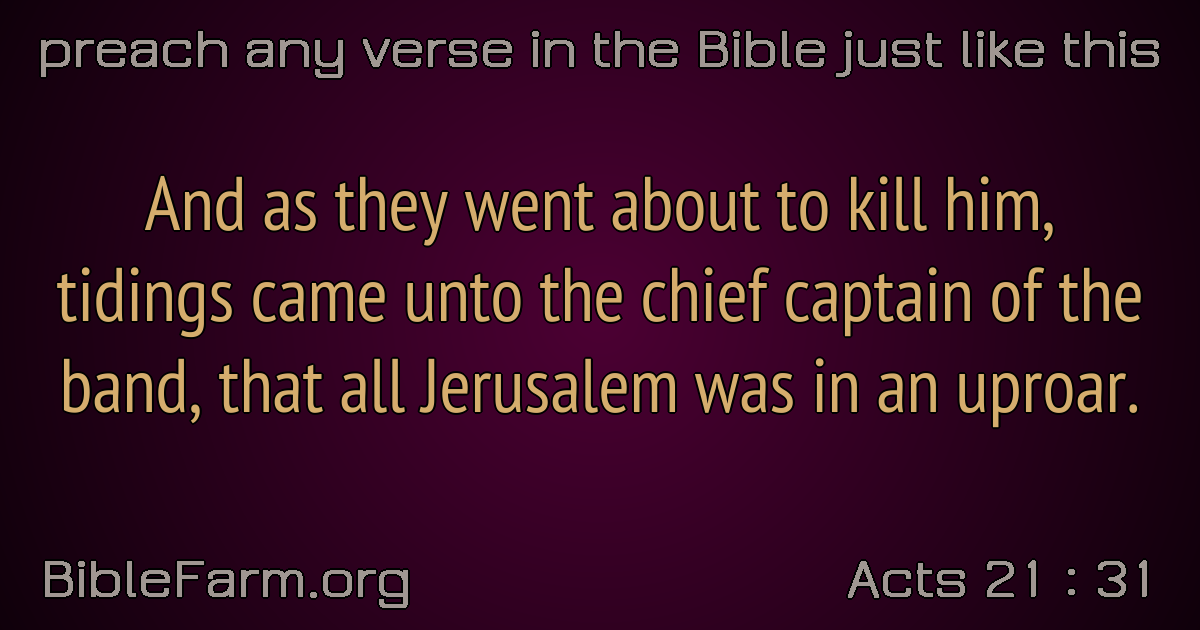 preach any verse in the Bible just like this
And as they went about to kill him,
tidings came unto the chief captain of the
band, that all Jerusalem was in an uproar.
BibleFarm.org
Acts 21 : 31